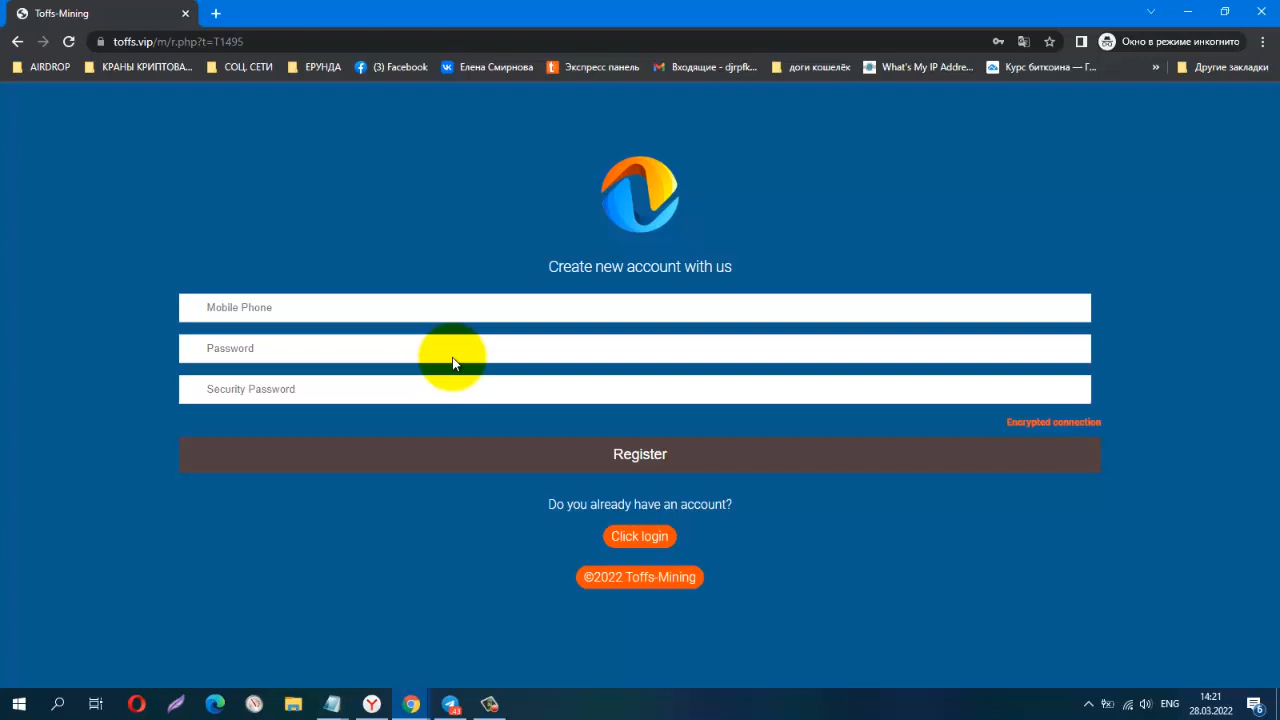 Toffs-Mining
toffs.vip/m/r.php?t=T1495
Окно в режиме инкогнито
AIRDROP
КРАНЫ КРИПТОВА...
СОЦ. СЕТИ
ЕРУНДА
(3) Facebook
Елена Смирнова
Экспресс панель
Входящие - djrpfk...
доги кошелёк
What's My IP Addre...
Курс биткоина — Г...
»
Другие закладки
Create new account with us
Mobile Phone
Password
Security Password
Encrypted connection
Register
Do you already have an account?
Click login
©2022 Toffs-Mining
43
ENG
14:21
28.03.2022
6